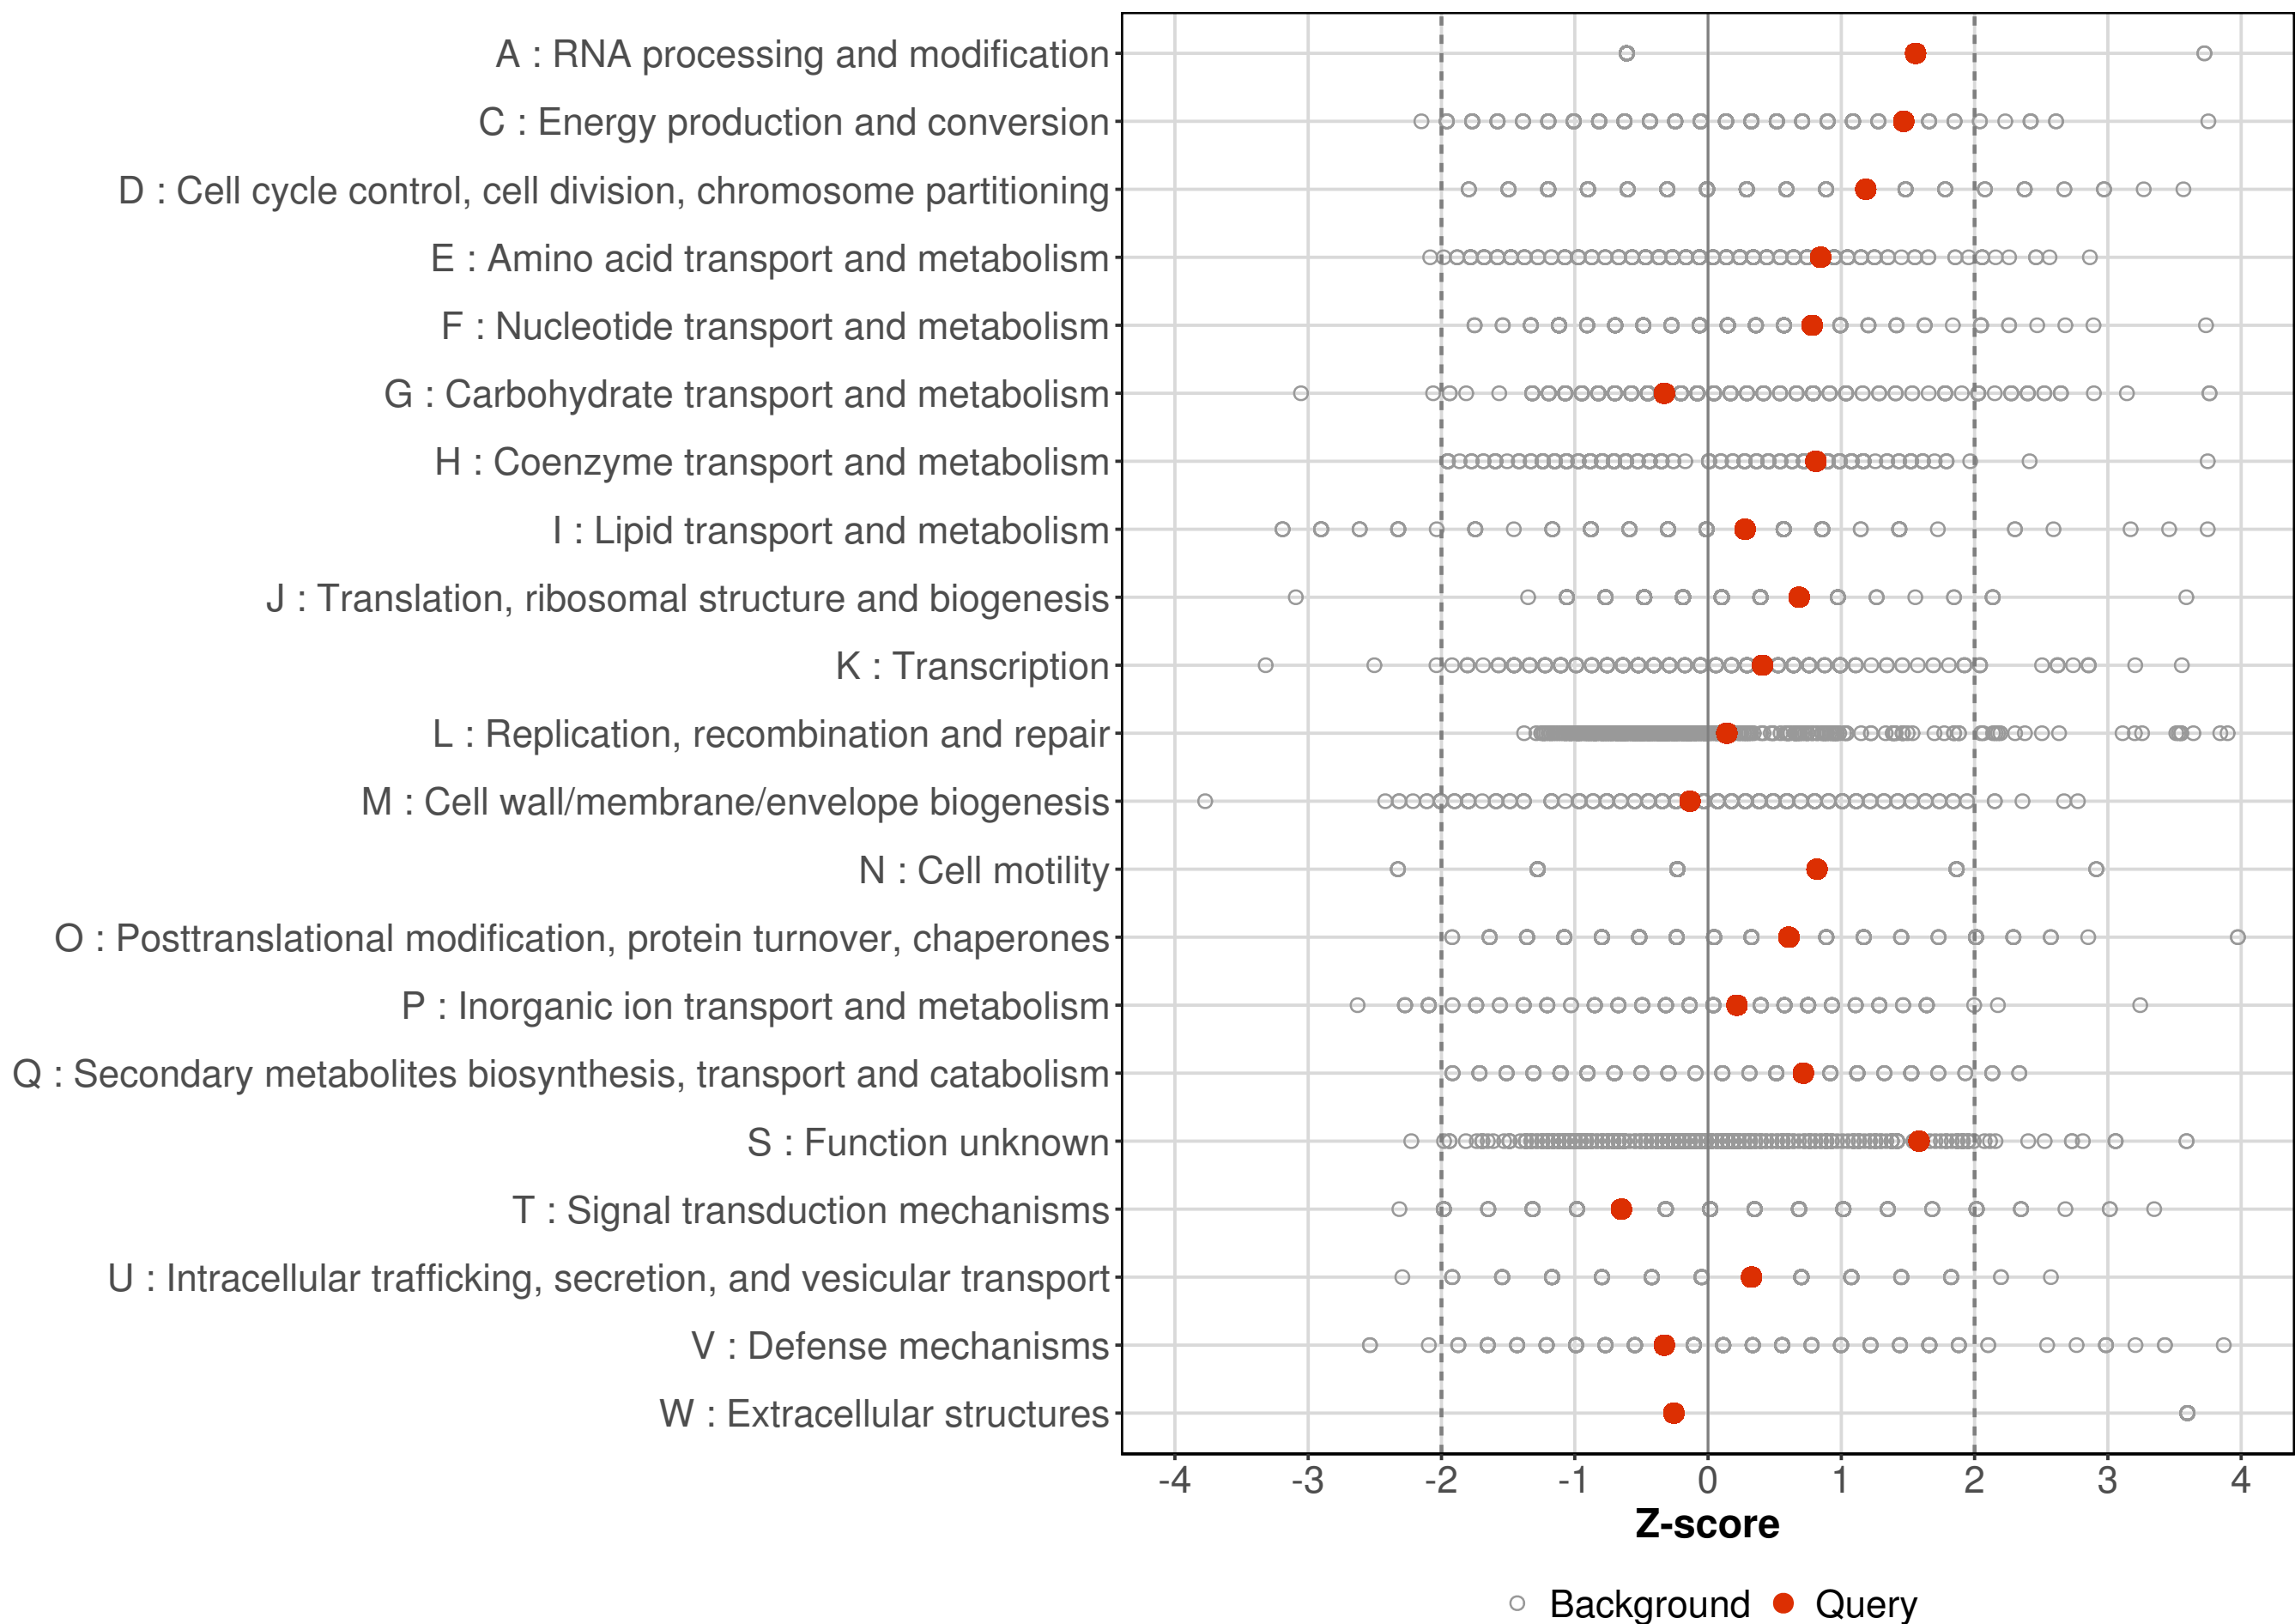 A : RNA processing and modification
C : Energy production and conversion
D : Cell cycle control, cell division, chromosome partitioning
E : Amino acid transport and metabolism
F : Nucleotide transport and metabolism
G : Carbohydrate transport and metabolism
H : Coenzyme transport and metabolism
I : Lipid transport and metabolism
J : Translation, ribosomal structure and biogenesis
K : Transcription
L : Replication, recombination and repair
M : Cell wall/membrane/envelope biogenesis
N : Cell motility
O : Posttranslational modification, protein turnover, chaperones
P : Inorganic ion transport and metabolism
Q : Secondary metabolites biosynthesis, transport and catabolism
S : Function unknown
T : Signal transduction mechanisms
U : Intracellular trafficking, secretion, and vesicular transport
V : Defense mechanisms
W : Extracellular structures
-4 -3 -2 -1 0 1 2 3 4
Z-score
Background Query